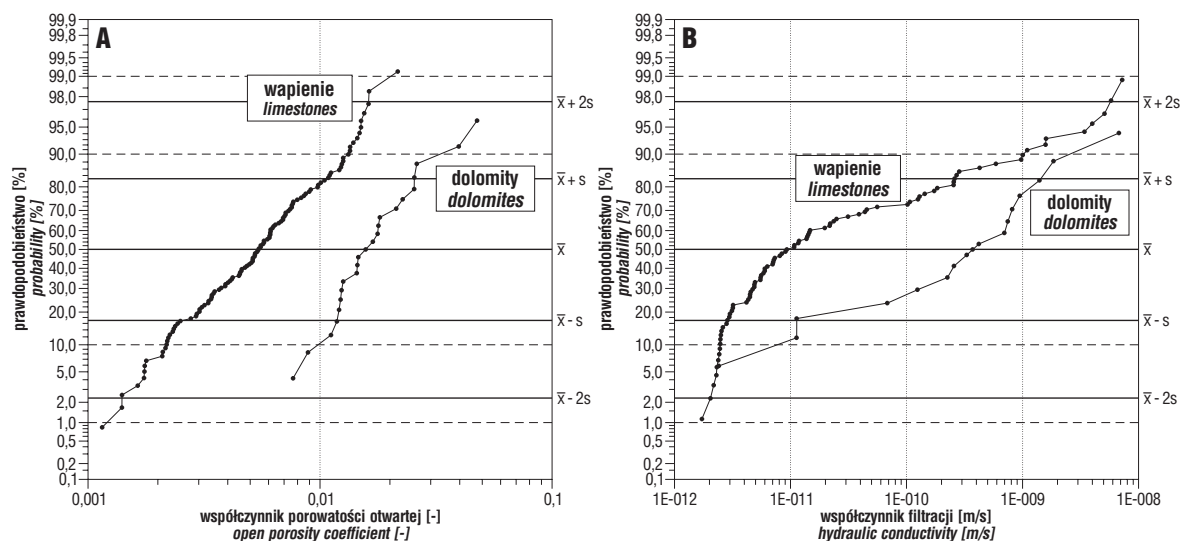 A
prawdopodobieństwo [%]
probability [%]
99,9
99,8
99,5
99,0
98,0
95,0
90,0
80,0
70,0
60,0
50,0
40,0
30,0
20,0
10,0
5,0
2,0
1,0
0,5
0,2
0,1
wapienie
limestones
dolomity
dolomites
x̅ + 2s
x̅ + s
x̅
x̅ - s
x̅ - 2s
0,001
0,01
0,1
współczynnik porowatości otwartej [-]
open porosity coefficient [-]
B
prawdopodobieństwo [%]
probability [%]
99,9
99,8
99,5
99,0
98,0
95,0
90,0
80,0
70,0
60,0
50,0
40,0
30,0
20,0
10,0
5,0
2,0
1,0
0,5
0,2
0,1
wapienie
limestones
dolomity
dolomites
x̅ + 2s
x̅ + s
x̅
x̅ - s
x̅ - 2s
1E-012
1E-011
1E-010
1E-009
1E-008
współczynnik filtracji [m/s]
hydraulic conductivity [m/s]